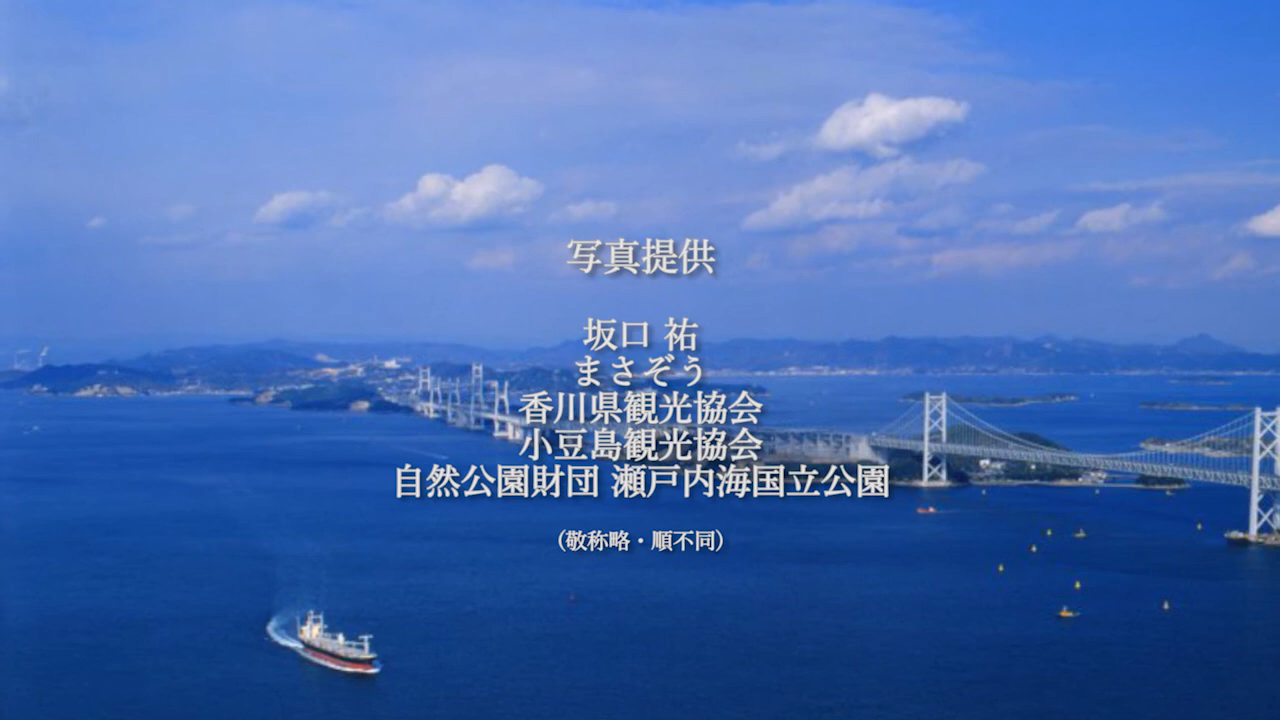 写真提供
坂口 祐
まさぞう
香川県観光協会
小豆島観光協会
自然公園財団 瀬戸内海国立公園
（敬称略・順不同）